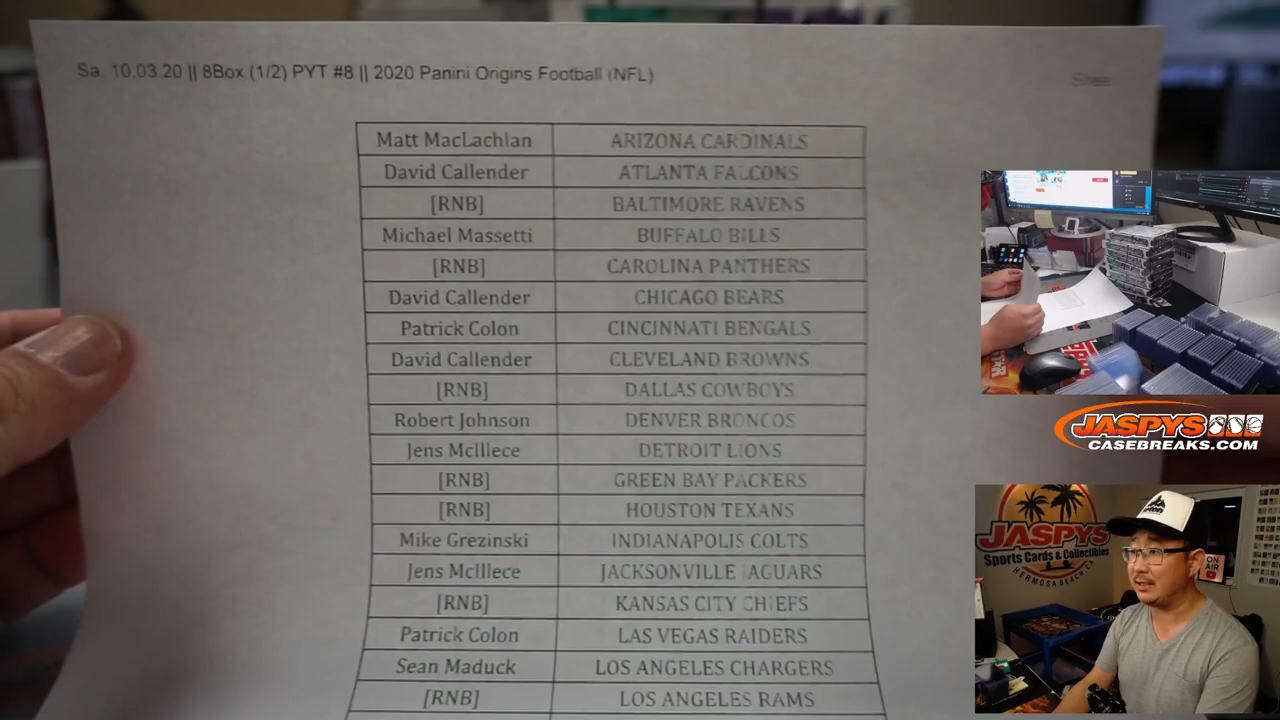 Sa 10.03.20 || 8Box (1/2) PYT #8 || 2020 Panini Origins Football (NFL)
Matt MacLachlan ARIZONA CARDINALS
David Callender ATLANTA FALCONS
[RNB] BALTIMORE RAVENS
Michael Massetti BUFFALO BILLS
[RNB] CAROLINA PANTHERS
David Callender CHICAGO BEARS
Patrick Colon CINCINNATI BENGALS
David Callender CLEVELAND BROWNS
[RNB] DALLAS COWBOYS
Robert Johnson DENVER BRONCOS
Jens McIllece DETROIT LIONS
[RNB] GREEN BAY PACKERS
[RNB] HOUSTON TEXANS
Mike Grezinski INDIANAPOLIS COLTS
Jens McIllece JACKSONVILLE JAGUARS
[RNB] KANSAS CITY CHIEFS
Patrick Colon LAS VEGAS RAIDERS
Sean Maduck LOS ANGELES CHARGERS
[RNB] LOS ANGELES RAMS
JASPYS
CASEBREAKS.COM
JASPYS
Sports Cards & Collectibles
HERMOSA BEACH, CA
ON
AIR